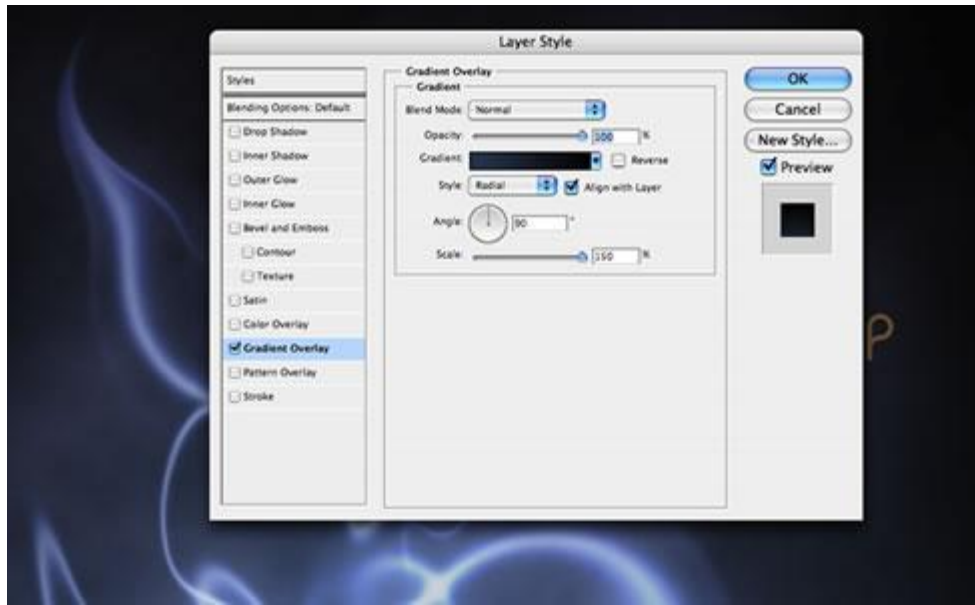 Layer Style
Styles
Blending Options: Default
Drop Shadow
Inner Shadow
Outer Glow
Inner Glow
Bevel and Emboss
Contour
Texture
Satin
Color Overlay
Gradient Overlay
Pattern Overlay
Stroke
Gradient Overlay
Gradient
Blend Mode: Normal
Opacity: 100 %
Gradient: Reverse
Style: Radial Align with Layer
Angle: 90 °
Scale: 150 %
OK
Cancel
New Style...
Preview
P